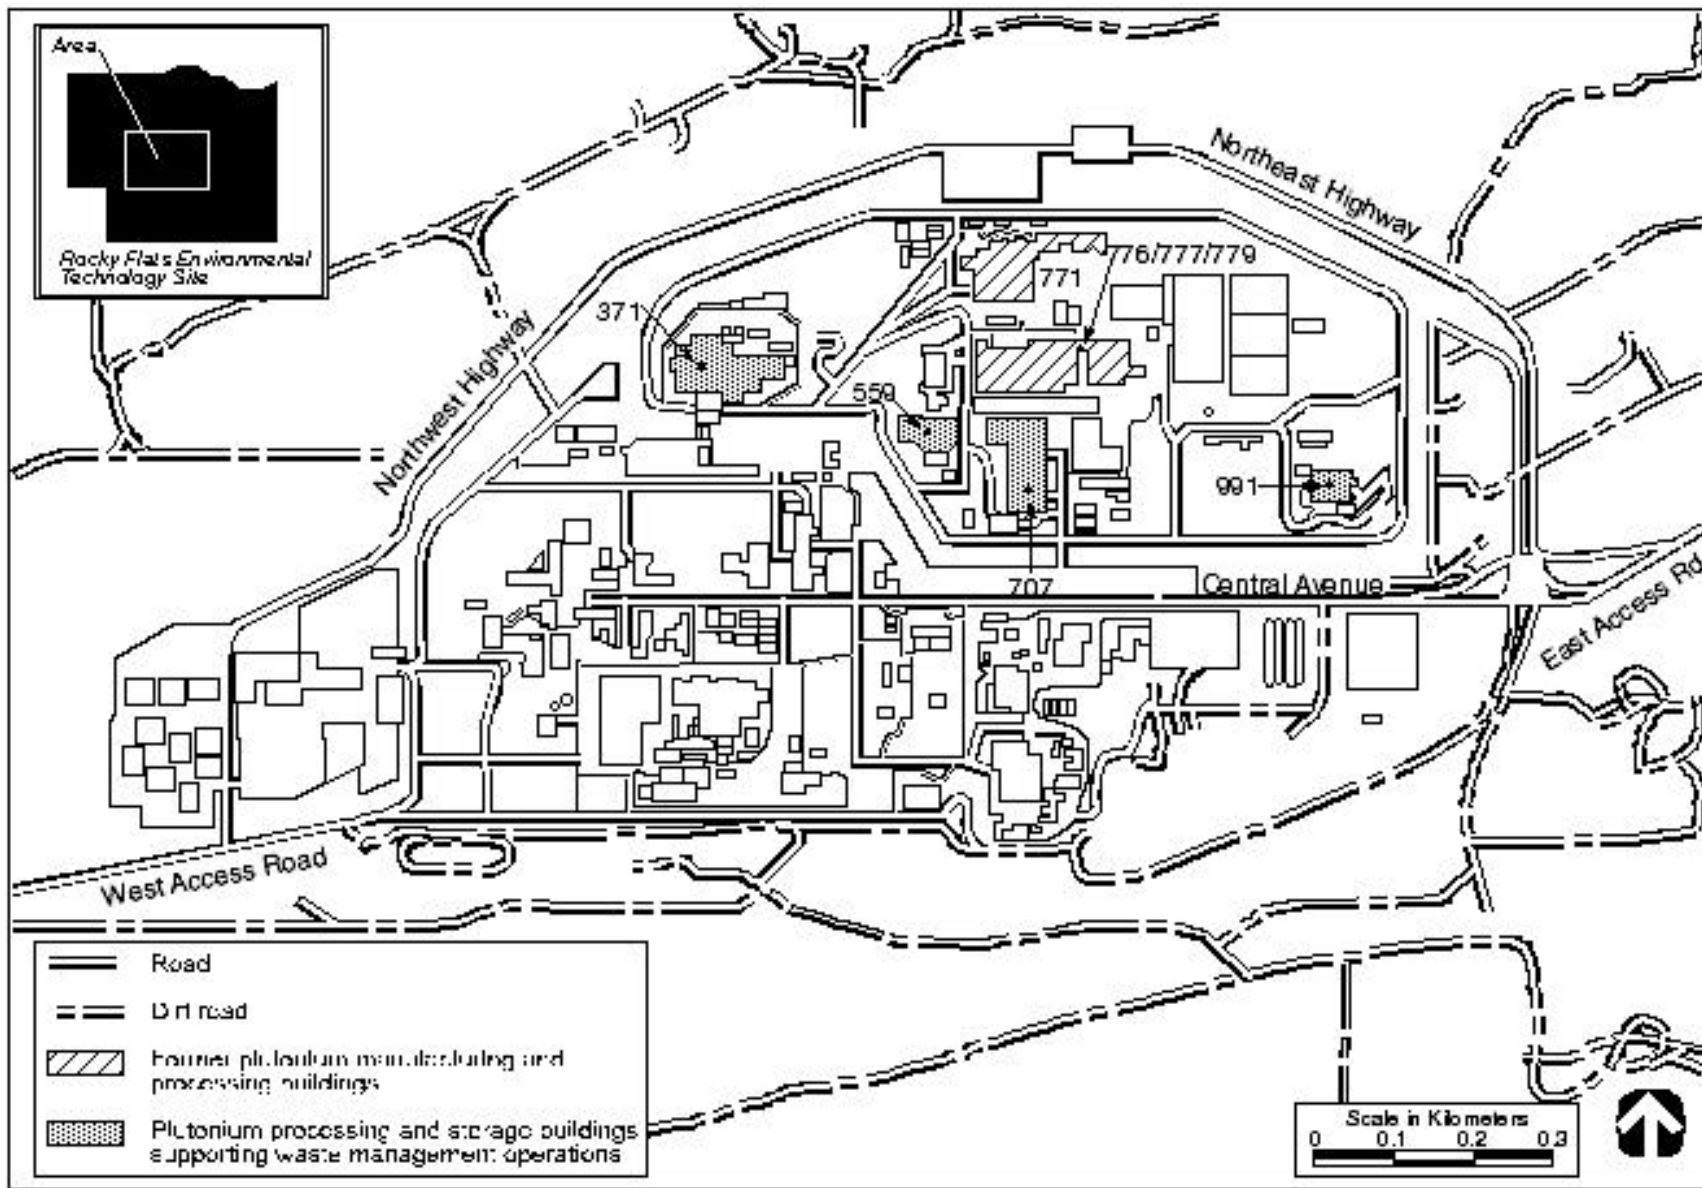 Area
Rocky Flats Environmental
Technology Site
Northeast Highway
776/777/779
771
371
Northwest Highway
559
991
707
Central Avenue
East Access Rd
West Access Road
Road
Dirt road
Former plutonium manufacturing and
processing buildings
Plutonium processing and storage buildings
supporting waste management operations
Scale in Kilometers
0 0.1 0.2 0.3